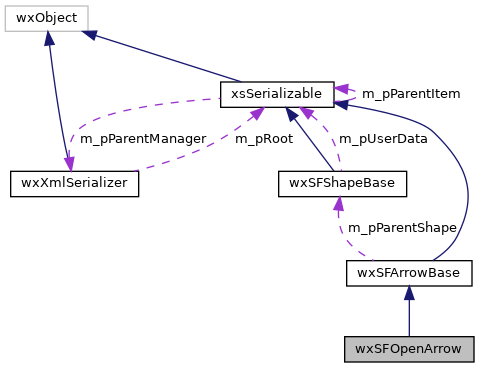 wxObject
xsSerializable
m_pParentItem
m_pParentManager
m_pRoot
m_pUserData
wxXmlSerializer
wxSFShapeBase
m_pParentShape
wxSFArrowBase
wxSFOpenArrow